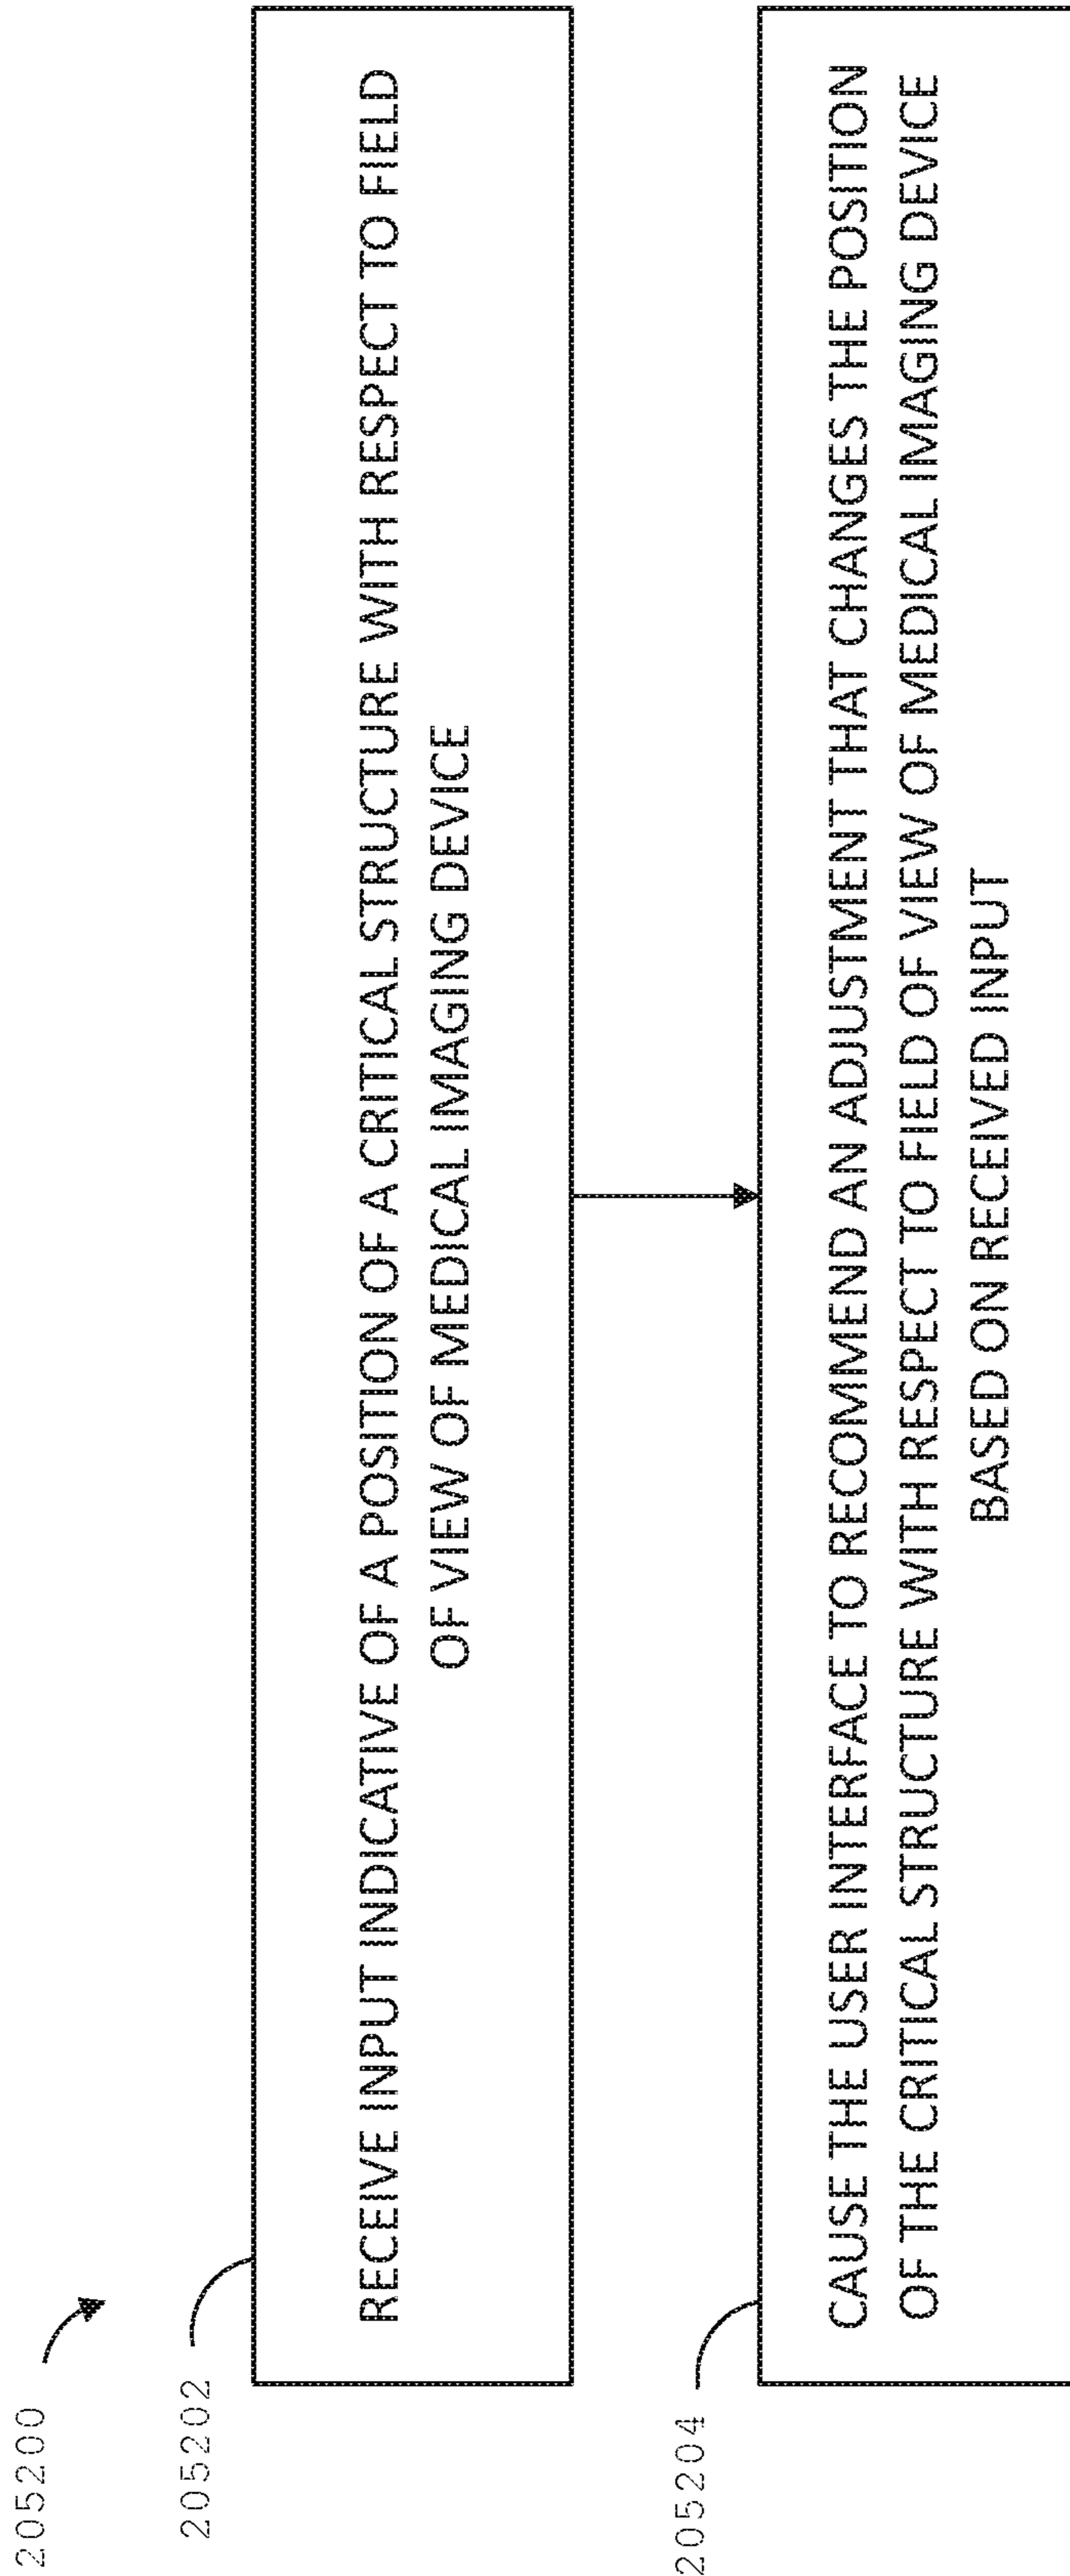 205200
205202
RECEIVE INPUT INDICATIVE OF A POSITION OF A CRITICAL STRUCTURE WITH RESPECT TO FIELD
OF VIEW OF MEDICAL IMAGING DEVICE
205204
CAUSE THE USER INTERFACE TO RECOMMEND AN ADJUSTMENT THAT CHANGES THE POSITION
OF THE CRITICAL STRUCTURE WITH RESPECT TO FIELD OF VIEW OF MEDICAL IMAGING DEVICE
BASED ON RECEIVED INPUT